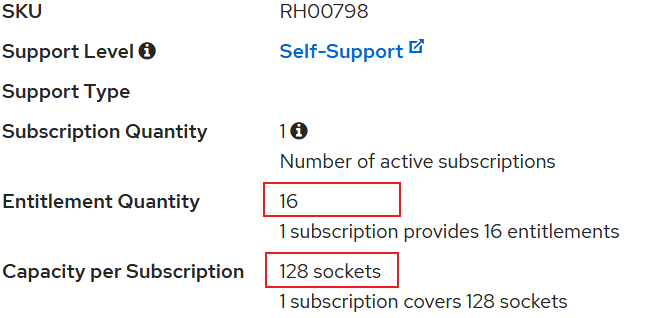 SKU RH00798
Support Level Self-Support
Support Type
Subscription Quantity 1
Number of active subscriptions
Entitlement Quantity 16
1 subscription provides 16 entitlements
Capacity per Subscription 128 sockets
1 subscription covers 128 sockets